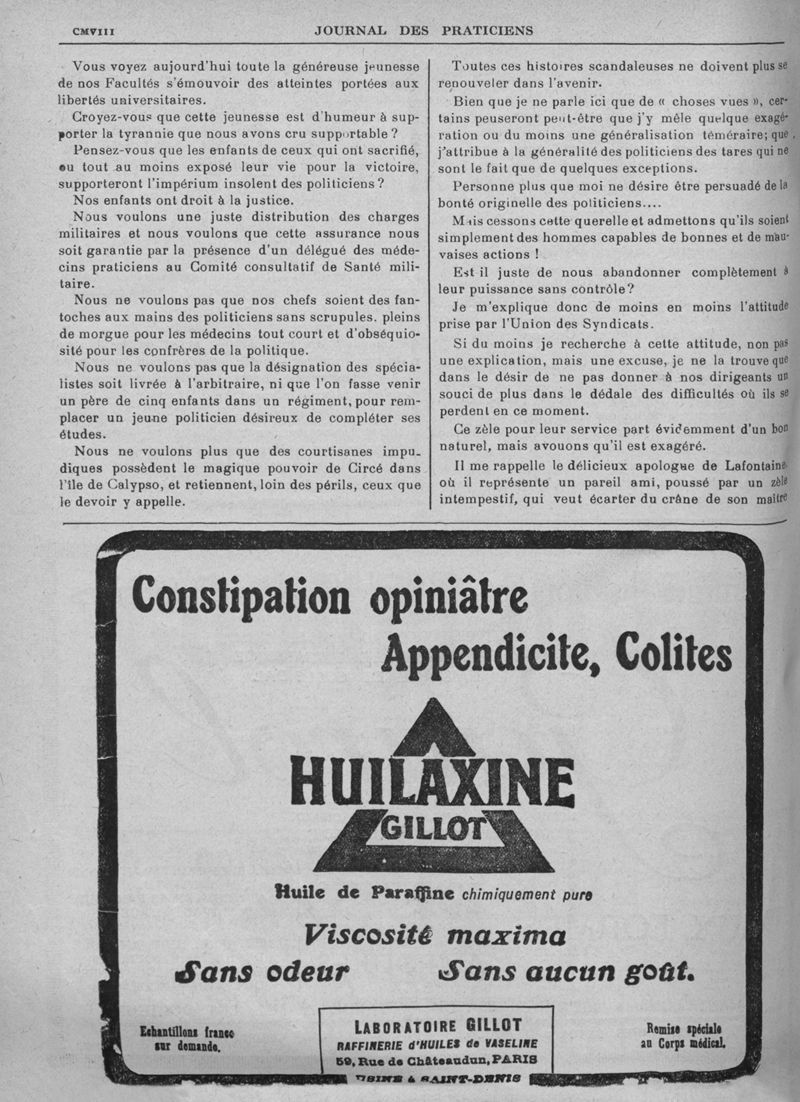 CMVIII
JOURNAL DES PRATICIENS
Vous voyez aujourd'hui toute la généreuse jeunesse
de nos Facultés s'émouvoir des atteintes portées aux
libertés universitaires.
Croyez-vous que cette jeunesse est d'humeur à sup-
porter la tyrannie que nous avons cru supportable ?
Pensez-vous que les enfants de ceux qui ont sacrifié,
ou tout au moins exposé leur vie pour la victoire,
supporteront l'impérium insolent des politiciens ?
Nos enfants ont droit à la justice.
Nous voulons une juste distribution des charges
militaires et nous voulons que cette assurance nous
soit garantie par la présence d'un délégué des méde-
cins praticiens au Comité consultatif de Santé mili-
taire.
Nous ne voulons pas que nos chefs soient des fan-
toches aux mains des politiciens sans scrupules. pleins
de morgue pour les médecins tout court et d'obséquio-
sité pour les confrères de la politique.
Nous ne voulons pas que la désignation des spécia-
listes soit livrée à l'arbitraire, ni que l'on fasse venir
un père de cinq enfants dans un régiment, pour rem-
placer un jeune politicien désireux de compléter ses
études.
Nous ne voulons plus que des courtisanes impu-
diques possèdent le magique pouvoir de Circé dans
l'île de Calypso, et retiennent, loin des périls, ceux que
le devoir y appelle.
Toutes ces histoires scandaleuses ne doivent plus se
renouveler dans l'avenir.
Bien que je ne parle ici que de « choses vues », cer-
tains peuseront peut-être que j'y mêle quelque exagé-
ration ou du moins une généralisation téméraire; que
j'attribue à la généralité des politiciens des tares qui ne
sont le fait que de quelques exceptions.
Personne plus que moi ne désire être persuadé de la
bonté originelle des politiciens....
Mais cessons cette querelle et admettons qu'ils soient
simplement des hommes capables de bonnes et de mau-
vaises actions !
Est il juste de nous abandonner complètement à
leur puissance sans contrôle ?
Je m'explique donc de moins en moins l'attitude
prise par l'Union des Syndicats.
Si du moins je recherche à cette attitude, non pas
une explication, mais une excuse, je ne la trouve que
dans le désir de ne pas donner à nos dirigeants un
souci de plus dans le dédale des difficultés où ils se
perdent en ce moment.
Ce zèle pour leur service part évidemment d'un bon
naturel, mais avouons qu'il est exagéré.
Il me rappelle le délicieux apologue de Lafontaine
où il représente un pareil ami, poussé par un zèle
intempestif, qui veut écarter du crâne de son maître
Constipation opiniâtre
Appendicite, Colites
HUILAXINE
GILLOT
Huile de Paraffine chimiquement pure
Viscosité maxima
Sans odeur Sans aucun goût.
Echantillons franco
sur demande.
LABORATOIRE GILLOT
RAFFINERIE d'HUILES de VASELINE
59, Rue de Châteaudun, PARIS
USINE à SAINT-DENIS
Remise spéciale
au Corps médical.